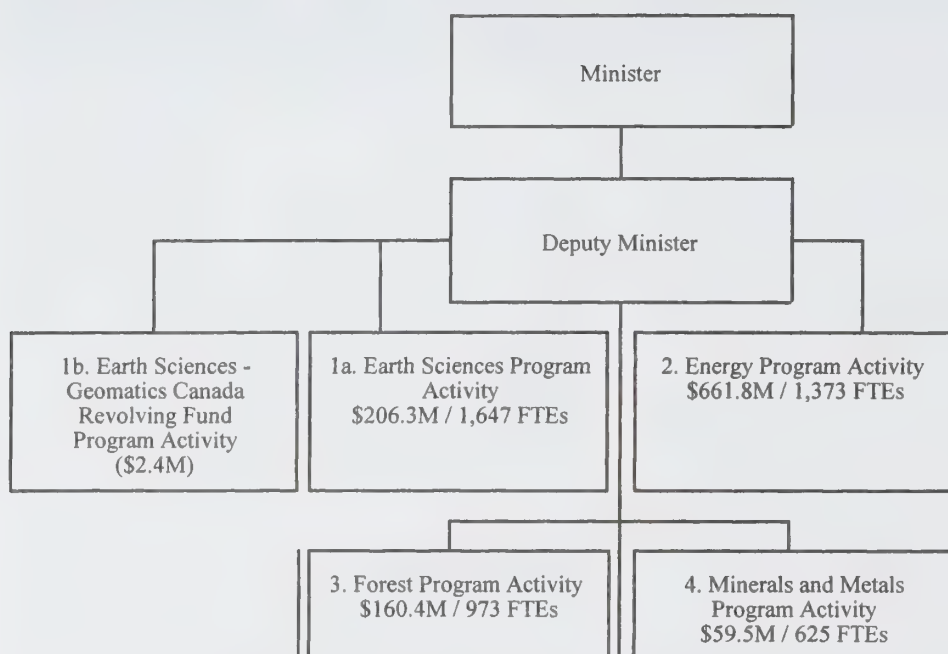 Minister
Deputy Minister
1b. Earth Sciences -
Geomatics Canada
Revolving Fund
Program Activity
($2.4M)
1a. Earth Sciences Program
Activity
$206.3M / 1,647 FTEs
2. Energy Program Activity
$661.8M / 1,373 FTEs
3. Forest Program Activity
$160.4M / 973 FTEs
4. Minerals and Metals
Program Activity
$59.5M / 625 FTEs